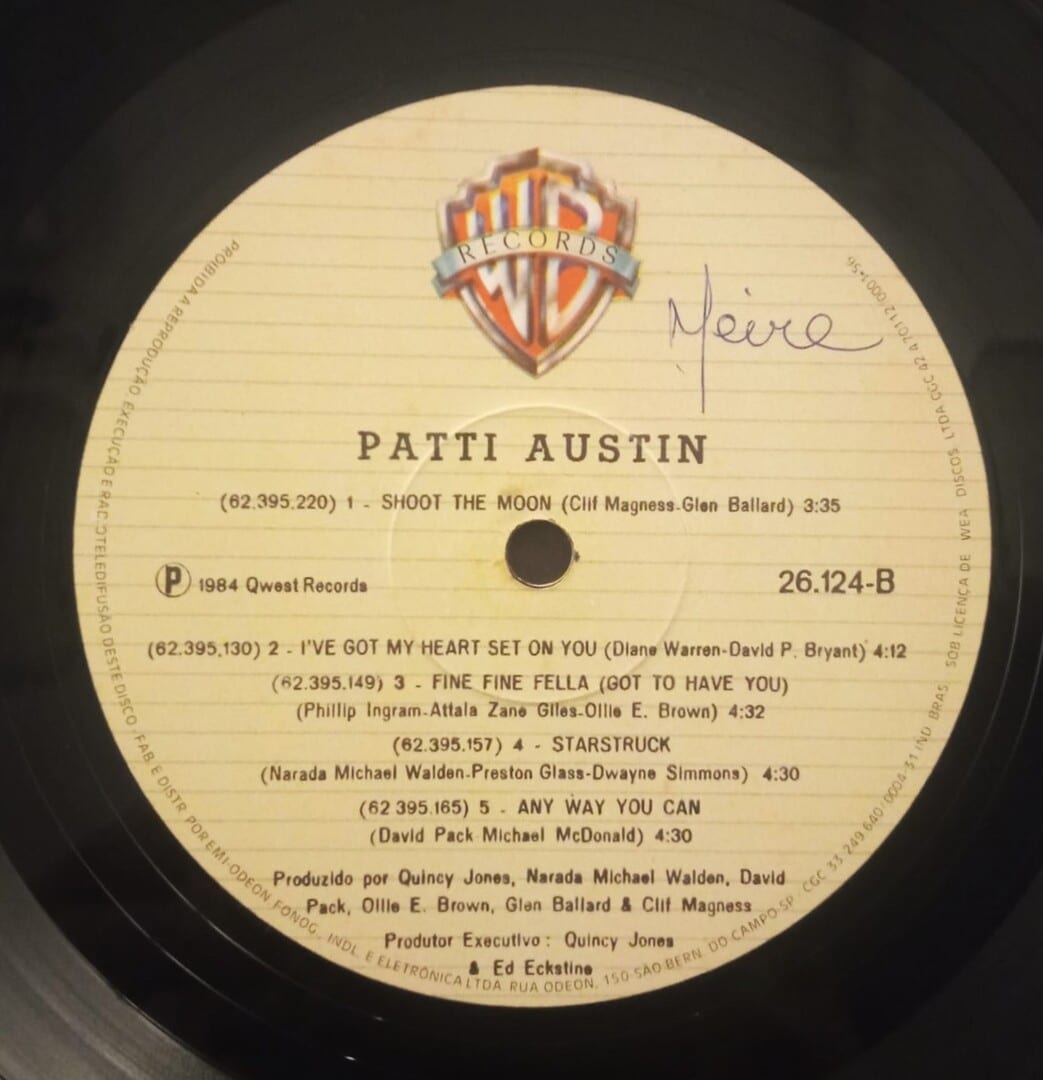 WB
RECORDS
Meire
PATTI AUSTIN
(62.395.220) 1 - SHOOT THE MOON (Clif Magness-Glen Ballard) 3:35
P 1984 Qwest Records
26.124-B
(62.395.130) 2 - I'VE GOT MY HEART SET ON YOU (Diane Warren-David P. Bryant) 4:12
(62.395.149) 3 - FINE FINE FELLA (GOT TO HAVE YOU)
(Phillip Ingram-Attala Zane Giles-Ollie E. Brown) 4:32
(62.395.157) 4 - STARSTRUCK
(Narada Michael Walden-Preston Glass-Dwayne Simmons) 4:30
(62 395.165) 5 - ANY WAY YOU CAN
(David Pack Michael McDonald) 4:30
Produzido por Quincy Jones, Narada Michael Walden, David
Pack, Ollie E. Brown, Glen Ballard & Clif Magness
Produtor Executivo: Quincy Jones
& Ed Eckstine
PROIBIDA A REPRODUÇÃO, EXECUÇÃO E RADIOTELEDIFUSÃO DESTE DISCO. FAB. E DISTR. POR EMI-ODEON FONOG., INDL. E ELETRÔNICA LTDA RUA ODEON, 150-SÃO BERN. DO CAMPO-SP. CGC 33 249 640/0004-31 IND BRAS. SOB LICENÇA DE WEA DISCOS LTDA CGC 42 470112/0001-56